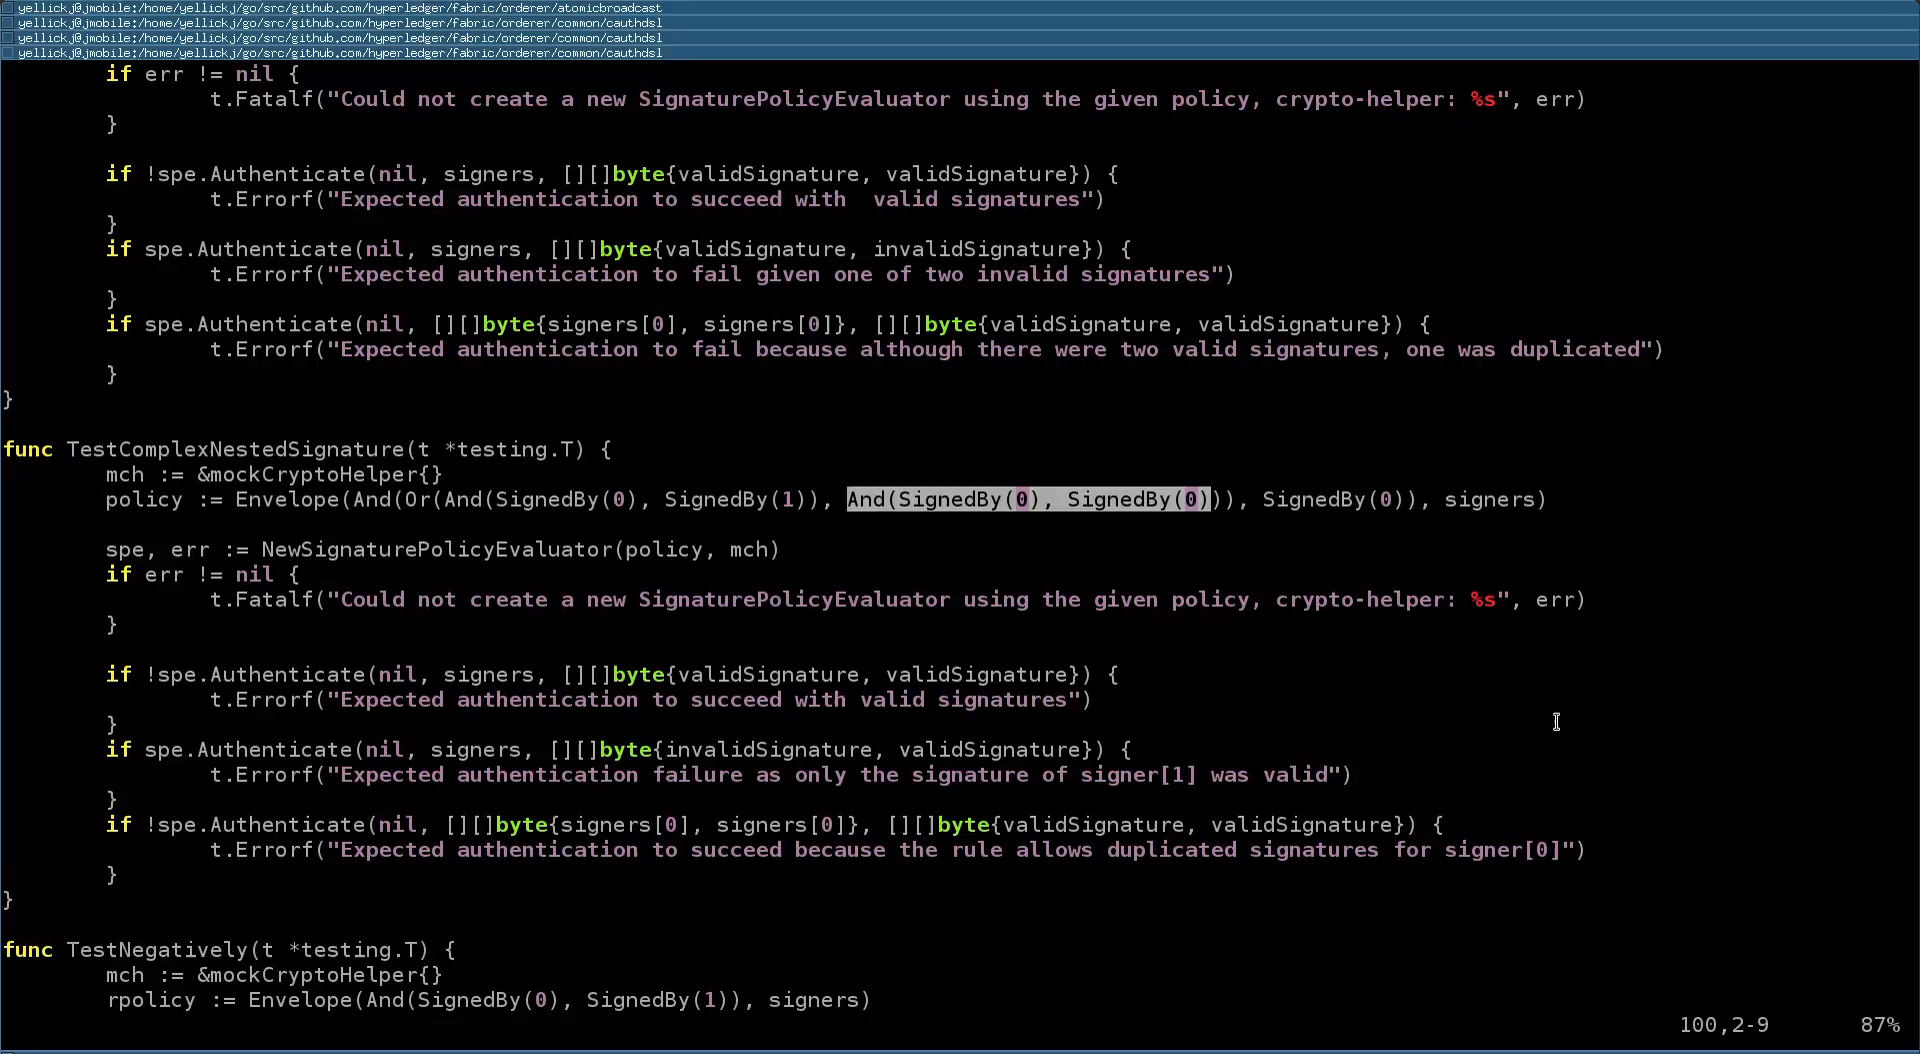 yellickj@jmobile:/home/yellickj/go/src/github.com/hyperledger/fabric/orderer/atomicbroadcast
yellickj@jmobile:/home/yellickj/go/src/github.com/hyperledger/fabric/orderer/common/cauthdsl
yellickj@jmobile:/home/yellickj/go/src/github.com/hyperledger/fabric/orderer/common/cauthdsl
yellickj@jmobile:/home/yellickj/go/src/github.com/hyperledger/fabric/orderer/common/cauthdsl
        if err != nil {
                t.Fatalf("Could not create a new SignaturePolicyEvaluator using the given policy, crypto-helper: %s", err)
        }
        if !spe.Authenticate(nil, signers, [][]byte{validSignature, validSignature}) {
                t.Errorf("Expected authentication to succeed with  valid signatures")
        }
        if spe.Authenticate(nil, signers, [][]byte{validSignature, invalidSignature}) {
                t.Errorf("Expected authentication to fail given one of two invalid signatures")
        }
        if spe.Authenticate(nil, [][]byte{signers[0], signers[0]}, [][]byte{validSignature, validSignature}) {
                t.Errorf("Expected authentication to fail because although there were two valid signatures, one was duplicated")
        }
}
func TestComplexNestedSignature(t *testing.T) {
        mch := &mockCryptoHelper{}
        policy := Envelope(And(Or(And(SignedBy(0), SignedBy(1)), And(SignedBy(0), SignedBy(0))), SignedBy(0)), signers)
        spe, err := NewSignaturePolicyEvaluator(policy, mch)
        if err != nil {
                t.Fatalf("Could not create a new SignaturePolicyEvaluator using the given policy, crypto-helper: %s", err)
        }
        if !spe.Authenticate(nil, signers, [][]byte{validSignature, validSignature}) {
                t.Errorf("Expected authentication to succeed with valid signatures")
        }
        if spe.Authenticate(nil, signers, [][]byte{invalidSignature, validSignature}) {
                t.Errorf("Expected authentication failure as only the signature of signer[1] was valid")
        }
        if !spe.Authenticate(nil, [][]byte{signers[0], signers[0]}, [][]byte{validSignature, validSignature}) {
                t.Errorf("Expected authentication to succeed because the rule allows duplicated signatures for signer[0]")
        }
}
func TestNegatively(t *testing.T) {
        mch := &mockCryptoHelper{}
        rpolicy := Envelope(And(SignedBy(0), SignedBy(1)), signers)
100,2-9        87%